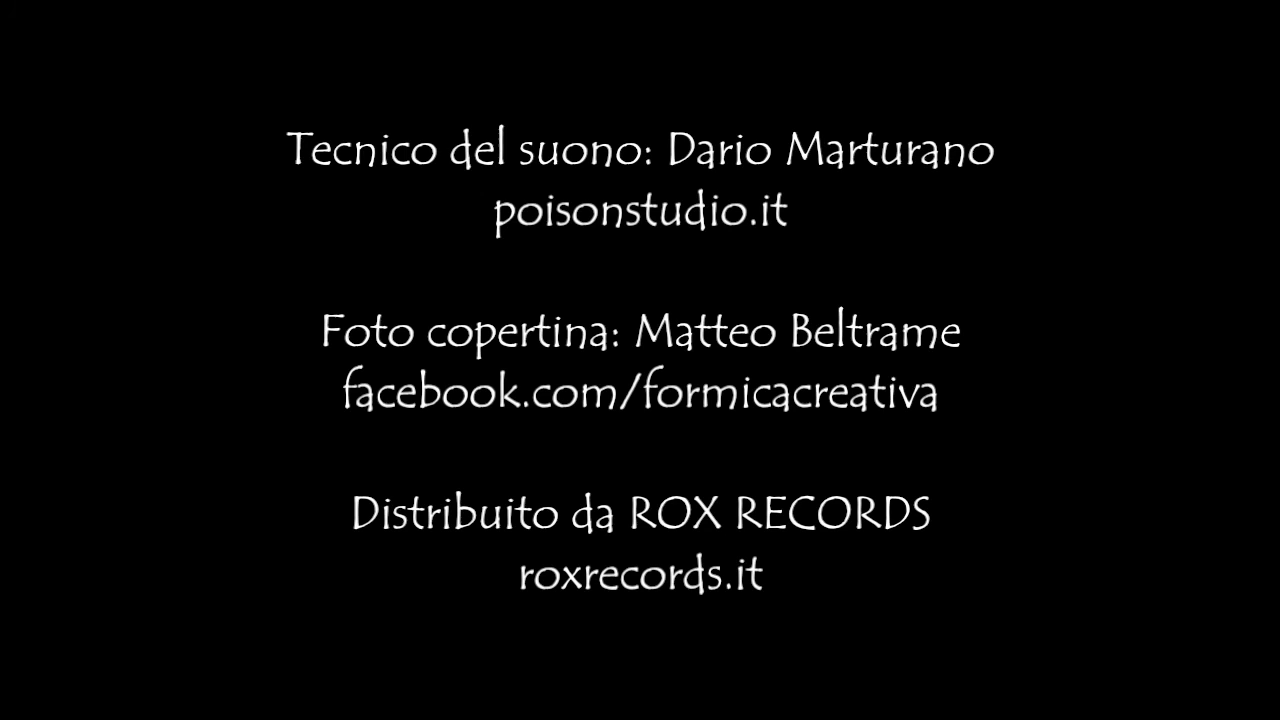 Tecnico del suono: Dario Marturano
poisonstudio.it
Foto copertina: Matteo Beltrame
facebook.com/formicacreativa
Distribuito da ROX RECORDS
roxrecords.it